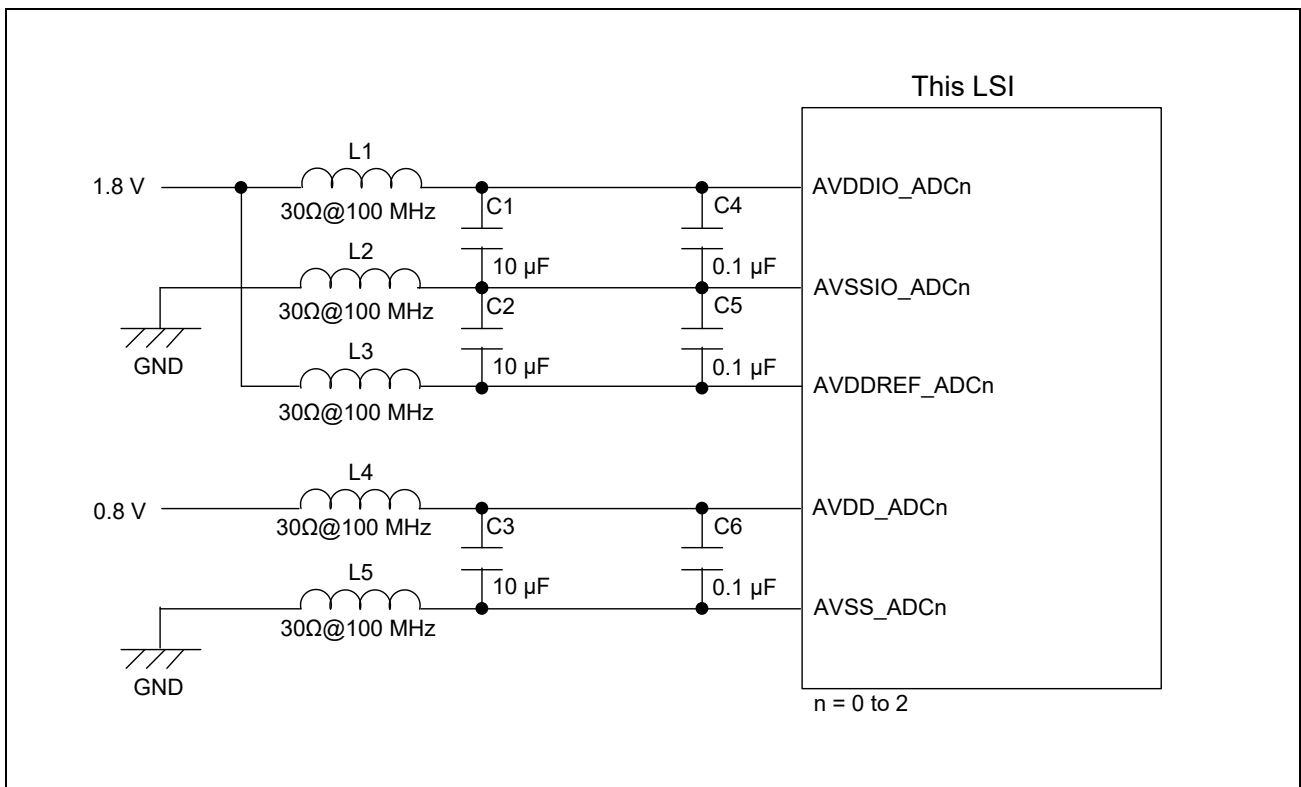 This LSI
L1
1.8 V
AVDDIO_ADCn
30Ω@100 MHz
C1
C4
L2
10 µF
0.1 µF
AVSSIO_ADCn
30Ω@100 MHz
C2
C5
GND
L3
10 µF
0.1 µF
AVDDREF_ADCn
30Ω@100 MHz
L4
0.8 V
AVDD_ADCn
30Ω@100 MHz
C3
C6
L5
10 µF
0.1 µF
AVSS_ADCn
30Ω@100 MHz
GND
n = 0 to 2